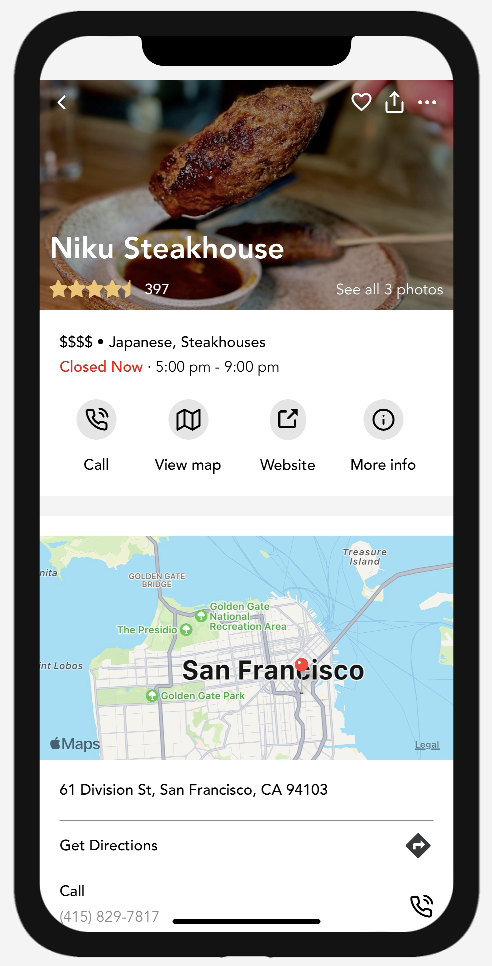 Niku Steakhouse
397
See all 3 photos
$$$$ • Japanese, Steakhouses
Closed Now · 5:00 pm - 9:00 pm
Call
View map
Website
More info
Treasure
Island
nita
GOLDEN GATE
BRIDGE
Golden Gate
National
Recreation Area
The Presidio
int Lobos
San Francisco
Golden Gate Park
Maps
Legal
61 Division St, San Francisco, CA 94103
Get Directions
Call
(415) 829-7817